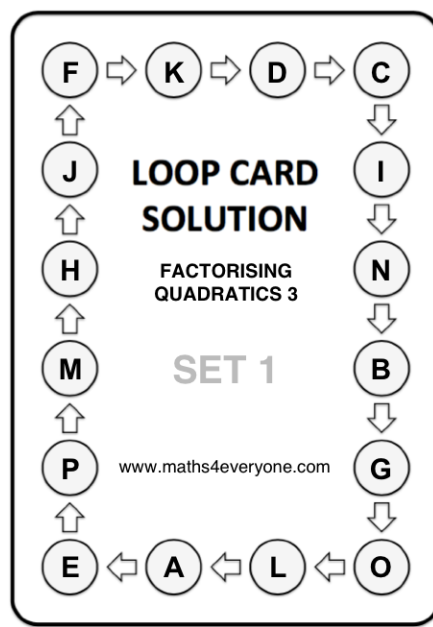 F K D C
J LOOP CARD I
SOLUTION
H FACTORISING N
QUADRATICS 3
M SET 1 B
P www.maths4everyone.com G
E A L O